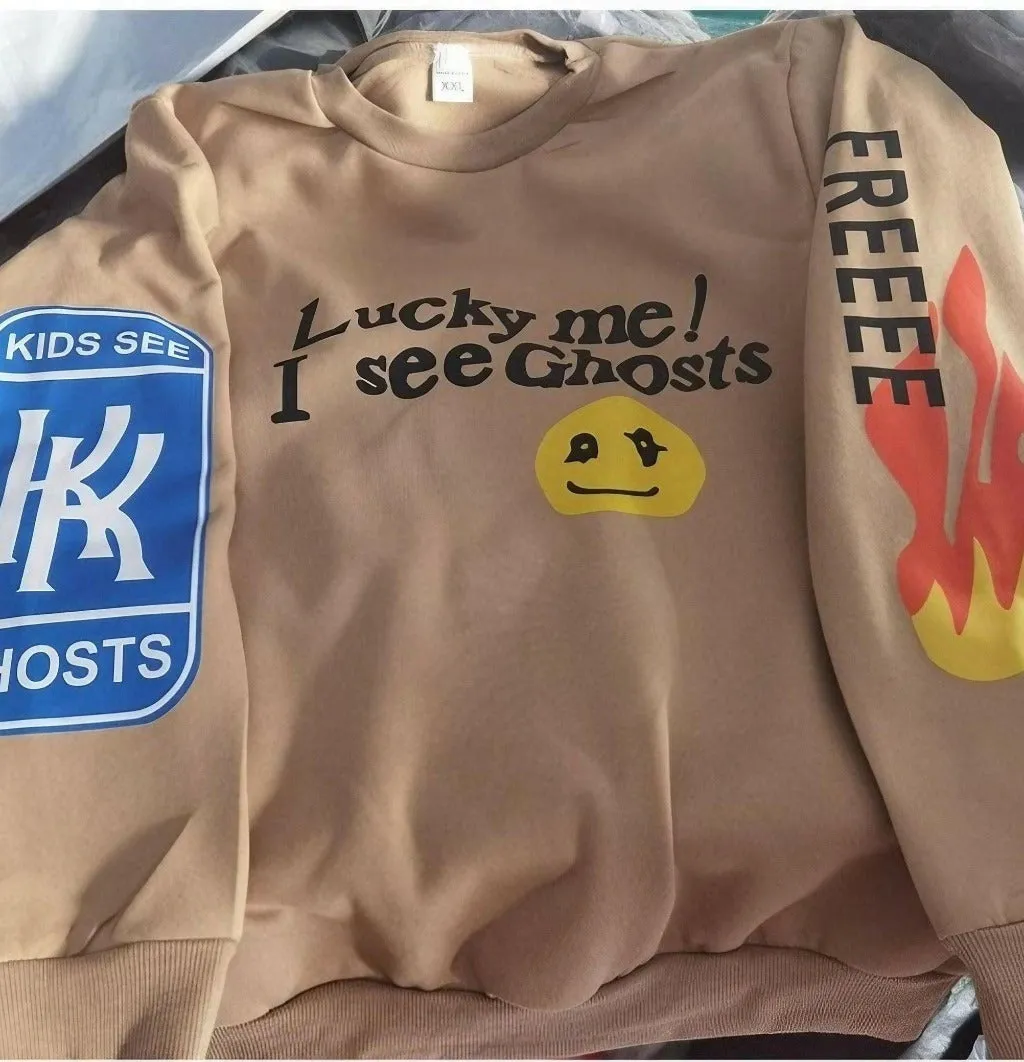 XXL
Lucky me!
I see Ghosts
KIDS SEE
KK
HOSTS
FREEEE